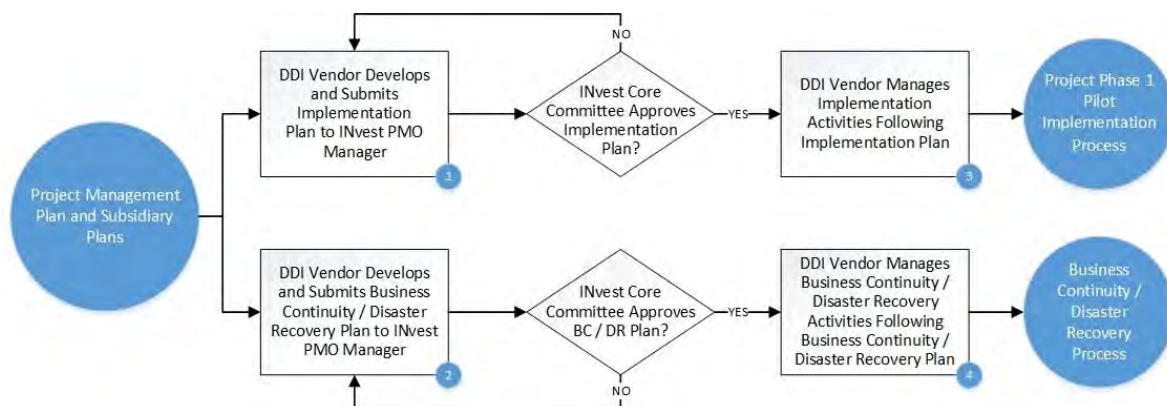 NO
DDI Vendor Develops
and Submits
Implementation
Plan to INvest PMO
Manager
1
INvest Core
Committee Approves
Implementation
Plan?
YES
DDI Vendor Manages
Implementation
Activities Following
Implementation Plan
3
Project Phase 1
Pilot
Implementation
Process
Project Management
Plan and Subsidiary
Plans
DDI Vendor Develops
and Submits Business
Continuity / Disaster
Recovery Plan to INvest
PMO Manager
2
INvest Core
Committee Approves
BC / DR Plan?
YES
DDI Vendor Manages
Business Continuity /
Disaster Recovery
Activities Following
Business Continuity /
Disaster Recovery Plan
4
Business
Continuity /
Disaster
Recovery
Process
NO